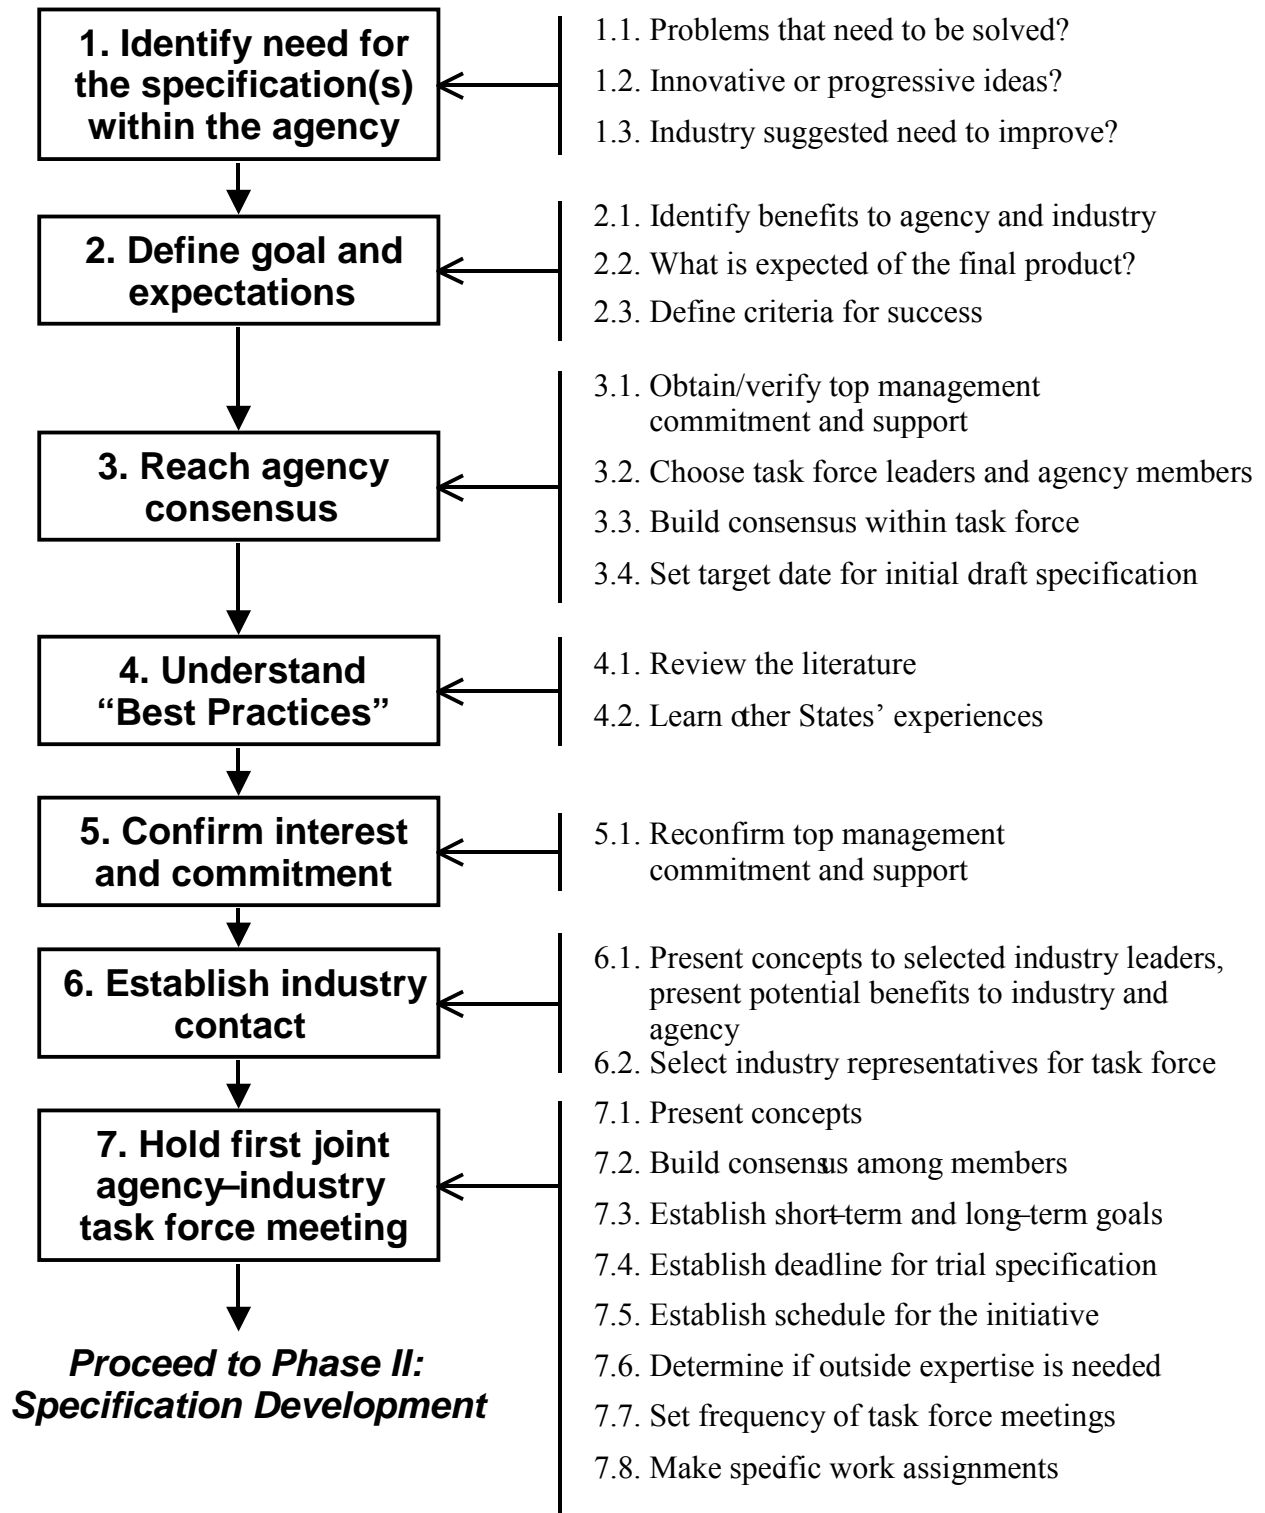 1. Identify need for
the specification(s)
within the agency
1.1. Problems that need to be solved?
1.2. Innovative or progressive ideas?
1.3. Industry suggested need to improve?
2. Define goal and
expectations
2.1. Identify benefits to agency and industry
2.2. What is expected of the final product?
2.3. Define criteria for success
3. Reach agency
consensus
3.1. Obtain/verify top management
commitment and support
3.2. Choose task force leaders and agency members
3.3. Build consensus within task force
3.4. Set target date for initial draft specification
4. Understand
“Best Practices”
4.1. Review the literature
4.2. Learn other States’ experiences
5. Confirm interest
and commitment
5.1. Reconfirm top management
commitment and support
6. Establish industry
contact
6.1. Present concepts to selected industry leaders,
present potential benefits to industry and
agency
6.2. Select industry representatives for task force
7. Hold first joint
agency–industry
task force meeting
7.1. Present concepts
7.2. Build consensus among members
7.3. Establish short-term and long-term goals
7.4. Establish deadline for trial specification
7.5. Establish schedule for the initiative
7.6. Determine if outside expertise is needed
7.7. Set frequency of task force meetings
7.8. Make specific work assignments
Proceed to Phase II:
Specification Development